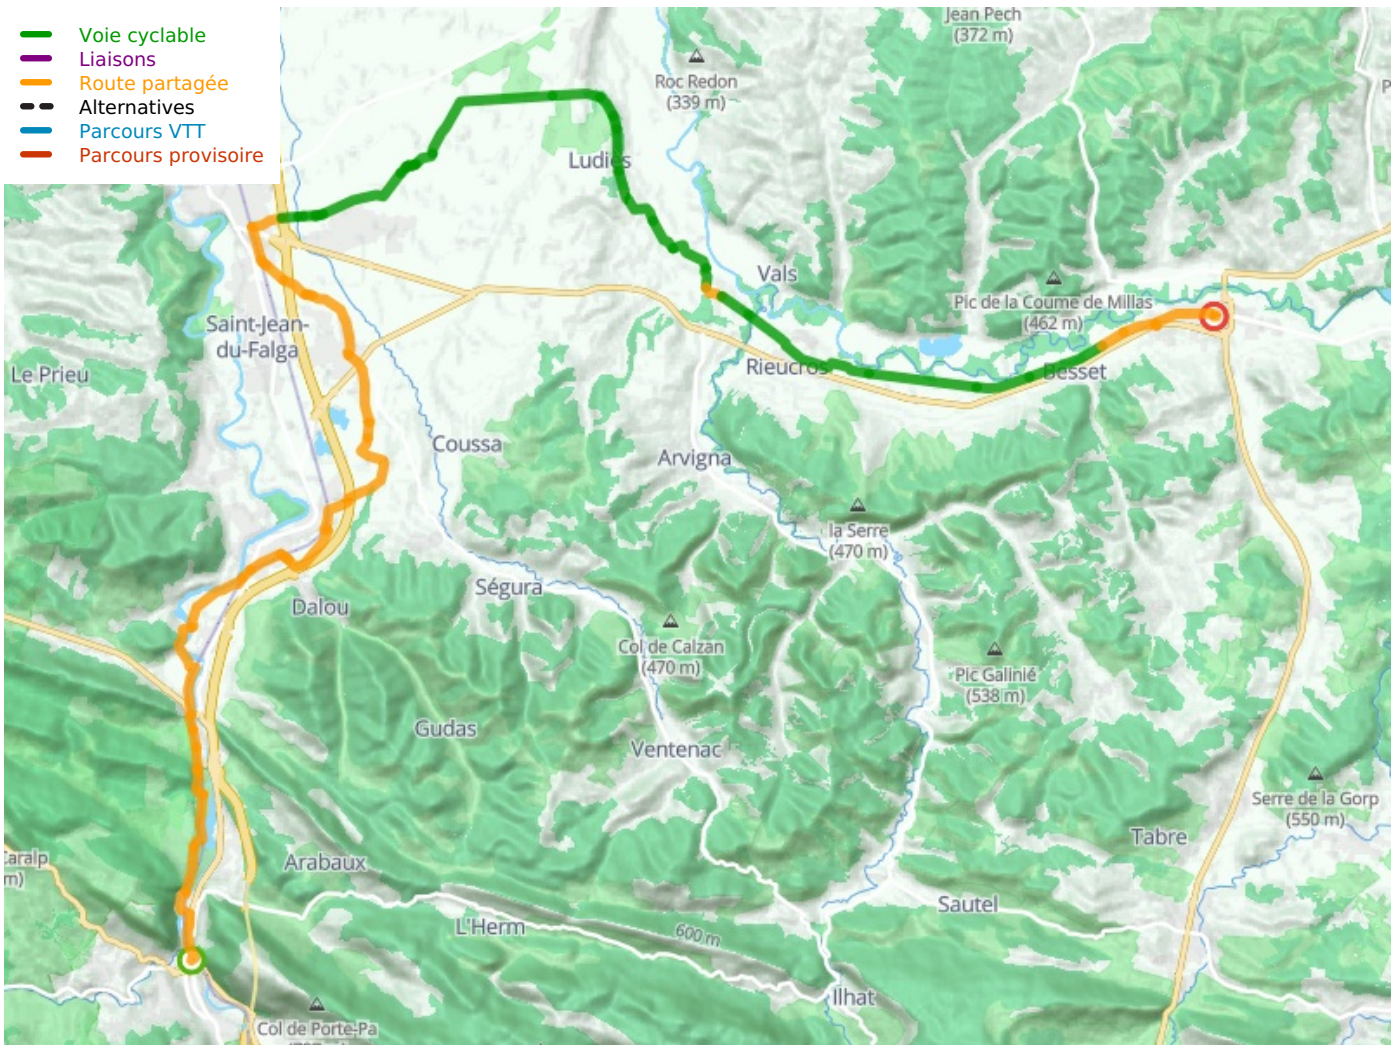 Voie cyclable
Liaisons
Route partagée
Alternatives
Parcours VTT
Parcours provisoire
Jean Pech
(372 m)
Roc Redon
(339 m)
P
Ludiès
Vals
Pic de la Coume de Millas
(462 m)
Saint-Jean-
du-Falga
Le Prieu
Rieucros
Besset
Coussa
Arvigna
la Serre
(470 m)
Ségura
Dalou
Col de Calzan
(470 m)
Pic Galinié
(538 m)
Gudas
Ventenac
Serre de la Gorp
(550 m)
Tabre
Caralp
m)
Arabaux
Sautel
L'Herm
600 m
Ilhat
Col de Porte-Pa